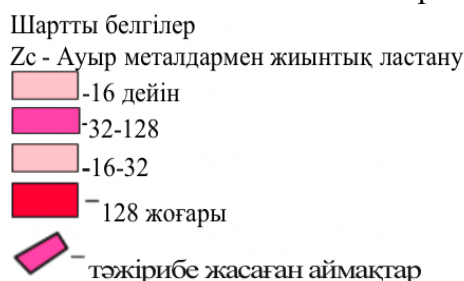 Шартты белгілер
Zc - Ауыр металдармен жиынтық ластану
-16 дейін
-32-128
-16-32
– 128 жоғары
– тәжірибе жасаған аймақтар